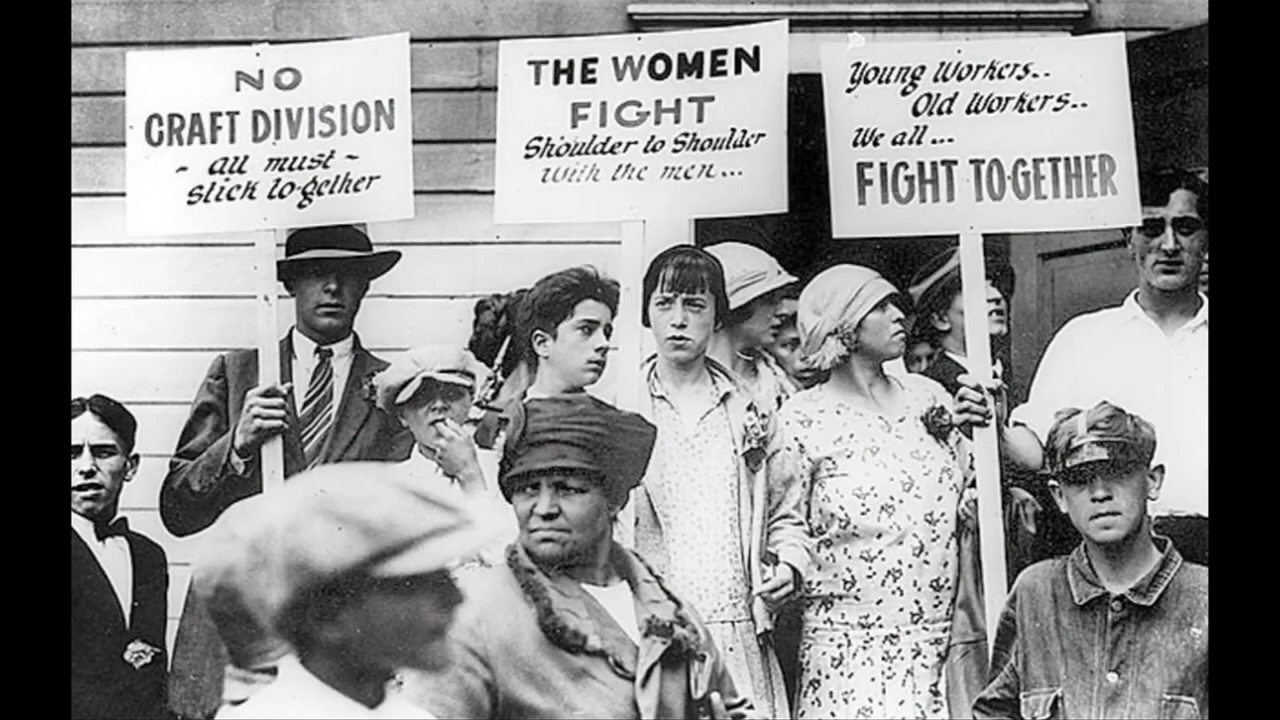 NO
CRAFT DIVISION
- all must -
stick to-gether
THE WOMEN
FIGHT
Shoulder to Shoulder
With the men...
Young Workers..
Old Workers..
We all...
FIGHT TO-GETHER